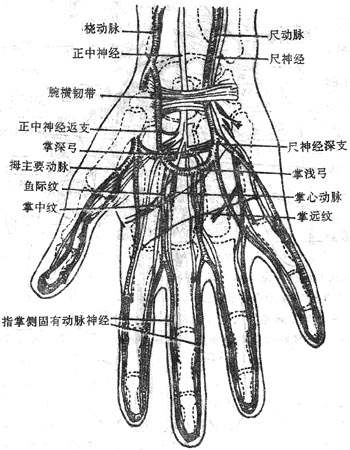 桡动脉
正中神经
腕横韧带
正中神经返支
掌深弓
拇主要动脉
鱼际纹
掌中纹
指掌侧固有动脉神经
尺动脉
尺神经
尺神经深支
掌浅弓
掌心动脉
掌远纹